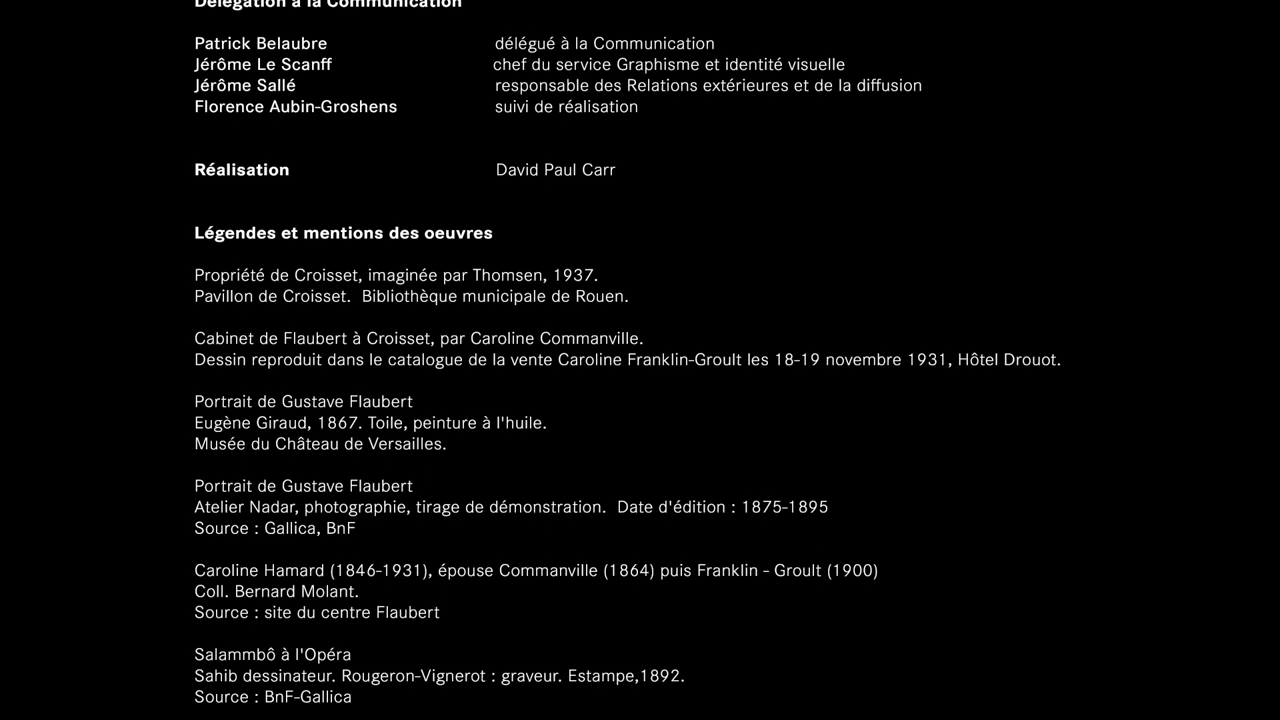 Délégation à la Communication
Patrick Belaubre délégué à la Communication
Jérôme Le Scanff chef du service Graphisme et identité visuelle
Jérôme Sallé responsable des Relations extérieures et de la diffusion
Florence Aubin-Groshens suivi de réalisation
Réalisation David Paul Carr
Légendes et mentions des oeuvres
Propriété de Croisset, imaginée par Thomsen, 1937.
Pavillon de Croisset. Bibliothèque municipale de Rouen.
Cabinet de Flaubert à Croisset, par Caroline Commanville.
Dessin reproduit dans le catalogue de la vente Caroline Franklin-Groult les 18-19 novembre 1931, Hôtel Drouot.
Portrait de Gustave Flaubert
Eugène Giraud, 1867. Toile, peinture à l'huile.
Musée du Château de Versailles.
Portrait de Gustave Flaubert
Atelier Nadar, photographie, tirage de démonstration. Date d'édition : 1875-1895
Source : Gallica, BnF
Caroline Hamard (1846-1931), épouse Commanville (1864) puis Franklin - Groult (1900)
Coll. Bernard Molant.
Source : site du centre Flaubert
Salammbô à l'Opéra
Sahib dessinateur. Rougeron-Vignerot : graveur. Estampe,1892.
Source : BnF-Gallica